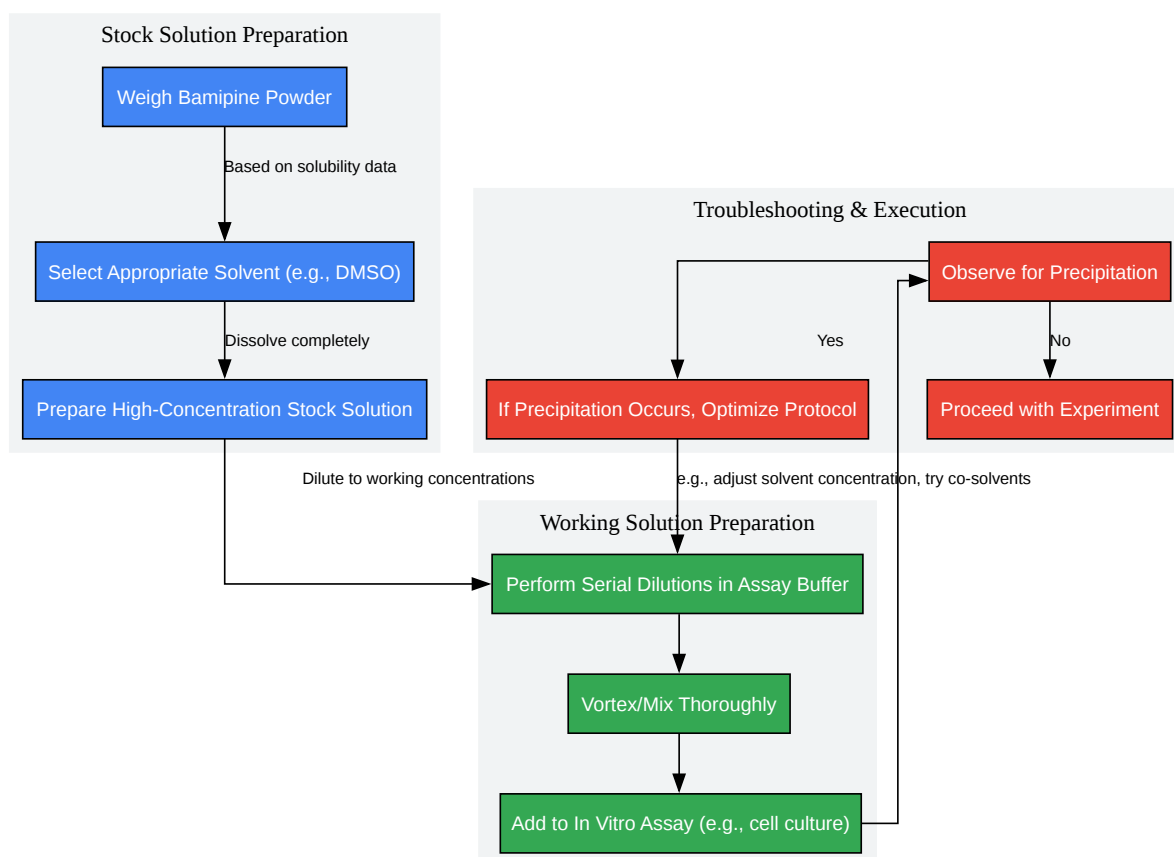 Stock Solution Preparation
Weigh Bamipine Powder
Based on solubility data
Select Appropriate Solvent (e.g., DMSO)
Dissolve completely
Prepare High-Concentration Stock Solution
Dilute to working concentrations
Troubleshooting & Execution
Observe for Precipitation
Yes
No
If Precipitation Occurs, Optimize Protocol
Proceed with Experiment
e.g., adjust solvent concentration, try co-solvents
Working Solution Preparation
Perform Serial Dilutions in Assay Buffer
Vortex/Mix Thoroughly
Add to In Vitro Assay (e.g., cell culture)